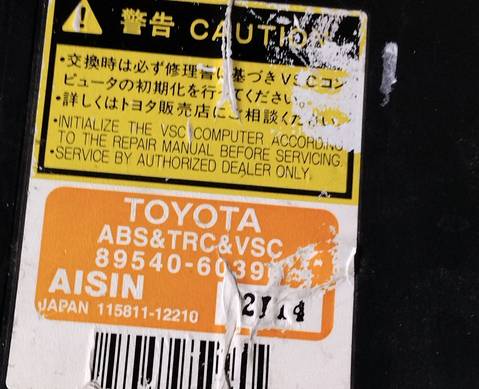 警告 CAUTION
・交換時は必ず修理書に基づきVSCコン
ピュータの初期化を行ってください。
・詳しくはトヨタ販売店にご相談ください。
・INITIALIZE THE VSC COMPUTER ACCORDING
TO THE REPAIR MANUAL BEFORE SERVICING.
・SERVICE BY AUTHORIZED DEALER ONLY.
TOYOTA
ABS&TRC&VSC
89540-6039
AISIN
JAPAN 115811-12210